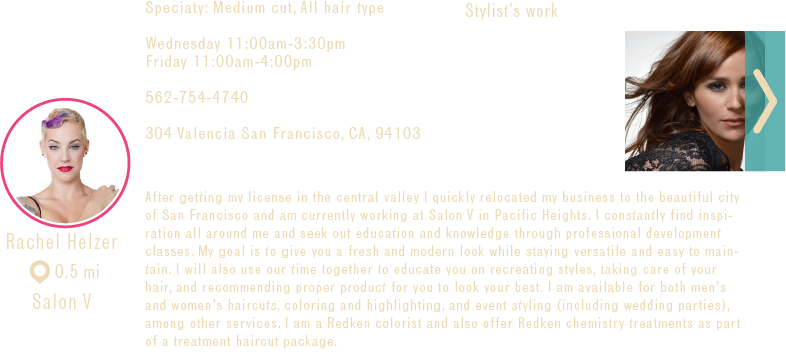 Speciaty: Medium cut, All hair type
Stylist's work
Wednesday 11:00am-3:30pm
Friday 11:00am-4:00pm
562-754-4740
304 Valencia San Francisco, CA, 94103
Rachel Helzer
0.5 mi
Salon V
After getting my license in the central valley I quickly relocated my business to the beautiful city
of San Francisco and am currently working at Salon V in Pacific Heights. I constantly find inspi-
ration all around me and seek out education and knowledge through professional development
classes. My goal is to give you a fresh and modern look while staying versatile and easy to main-
tain. I will also use our time together to educate you on recreating styles, taking care of your
hair, and recommending proper product for you to look your best. I am available for both men's
and women's haircuts, coloring and highlighting, and event styling (including wedding parties),
among other services. I am a Redken colorist and also offer Redken chemistry treatments as part
of a treatment haircut package.